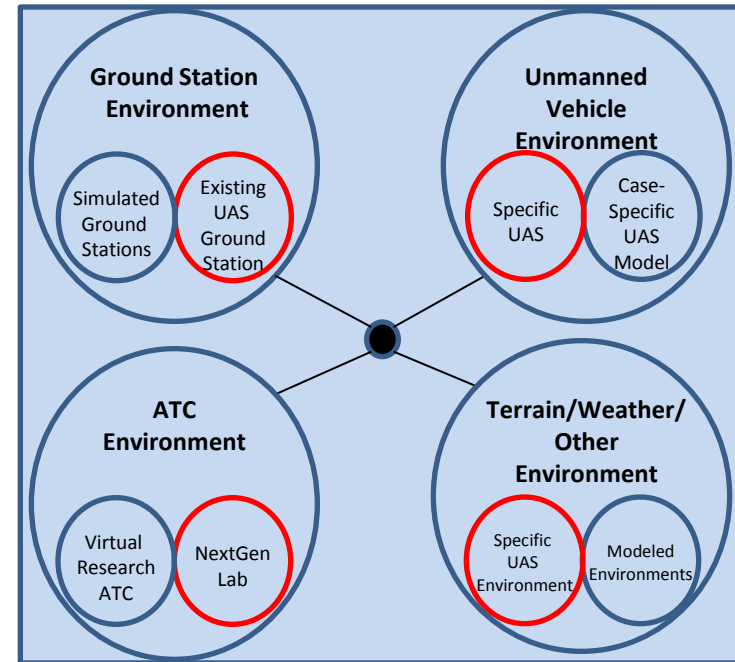 Ground Station
Environment
Simulated
Ground
Stations
Existing
UAS
Ground
Station
Unmanned
Vehicle
Environment
Specific
UAS
Case-
Specific
UAS
Model
ATC
Environment
Virtual
Research
ATC
NextGen
Lab
Terrain/Weather/
Other
Environment
Specific
UAS
Environment
Modeled
Environments